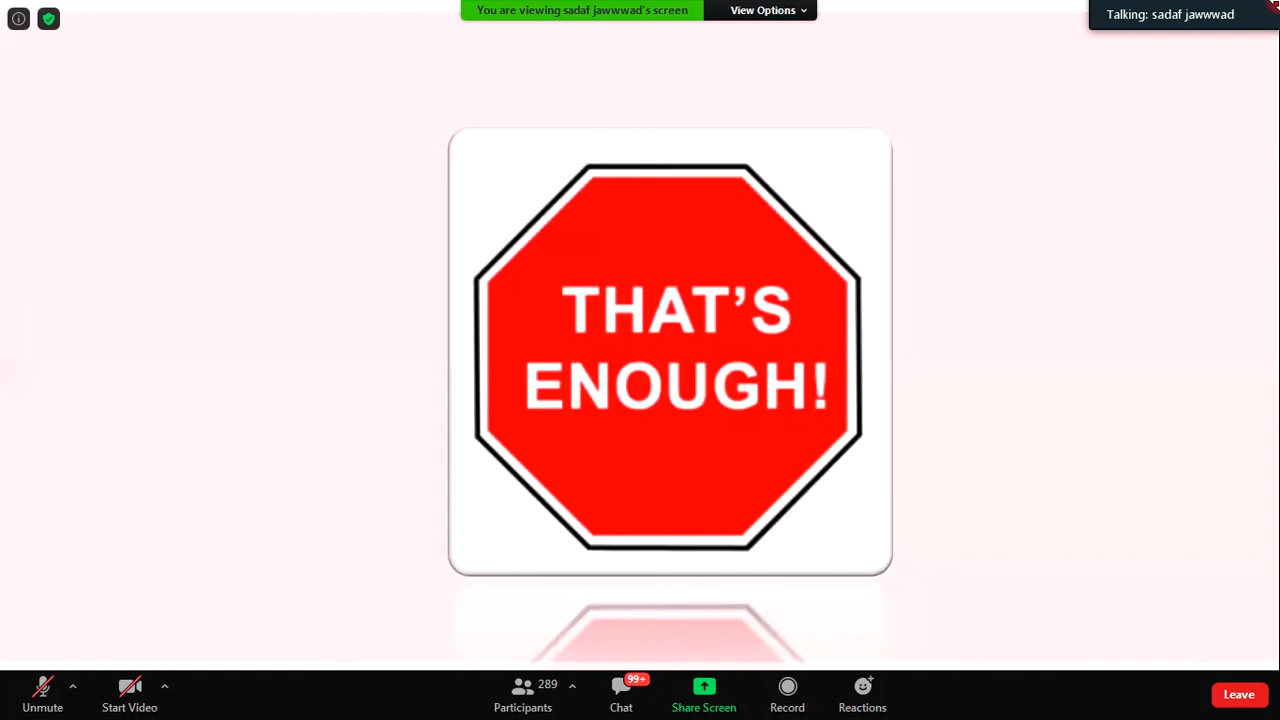 You are viewing sadaf jawwwad's screen
View Options
Talking: sadaf jawwwad
THAT'S
ENOUGH!
Unmute
Start Video
289
Participants
99+
Chat
Share Screen
Record
Reactions
Leave